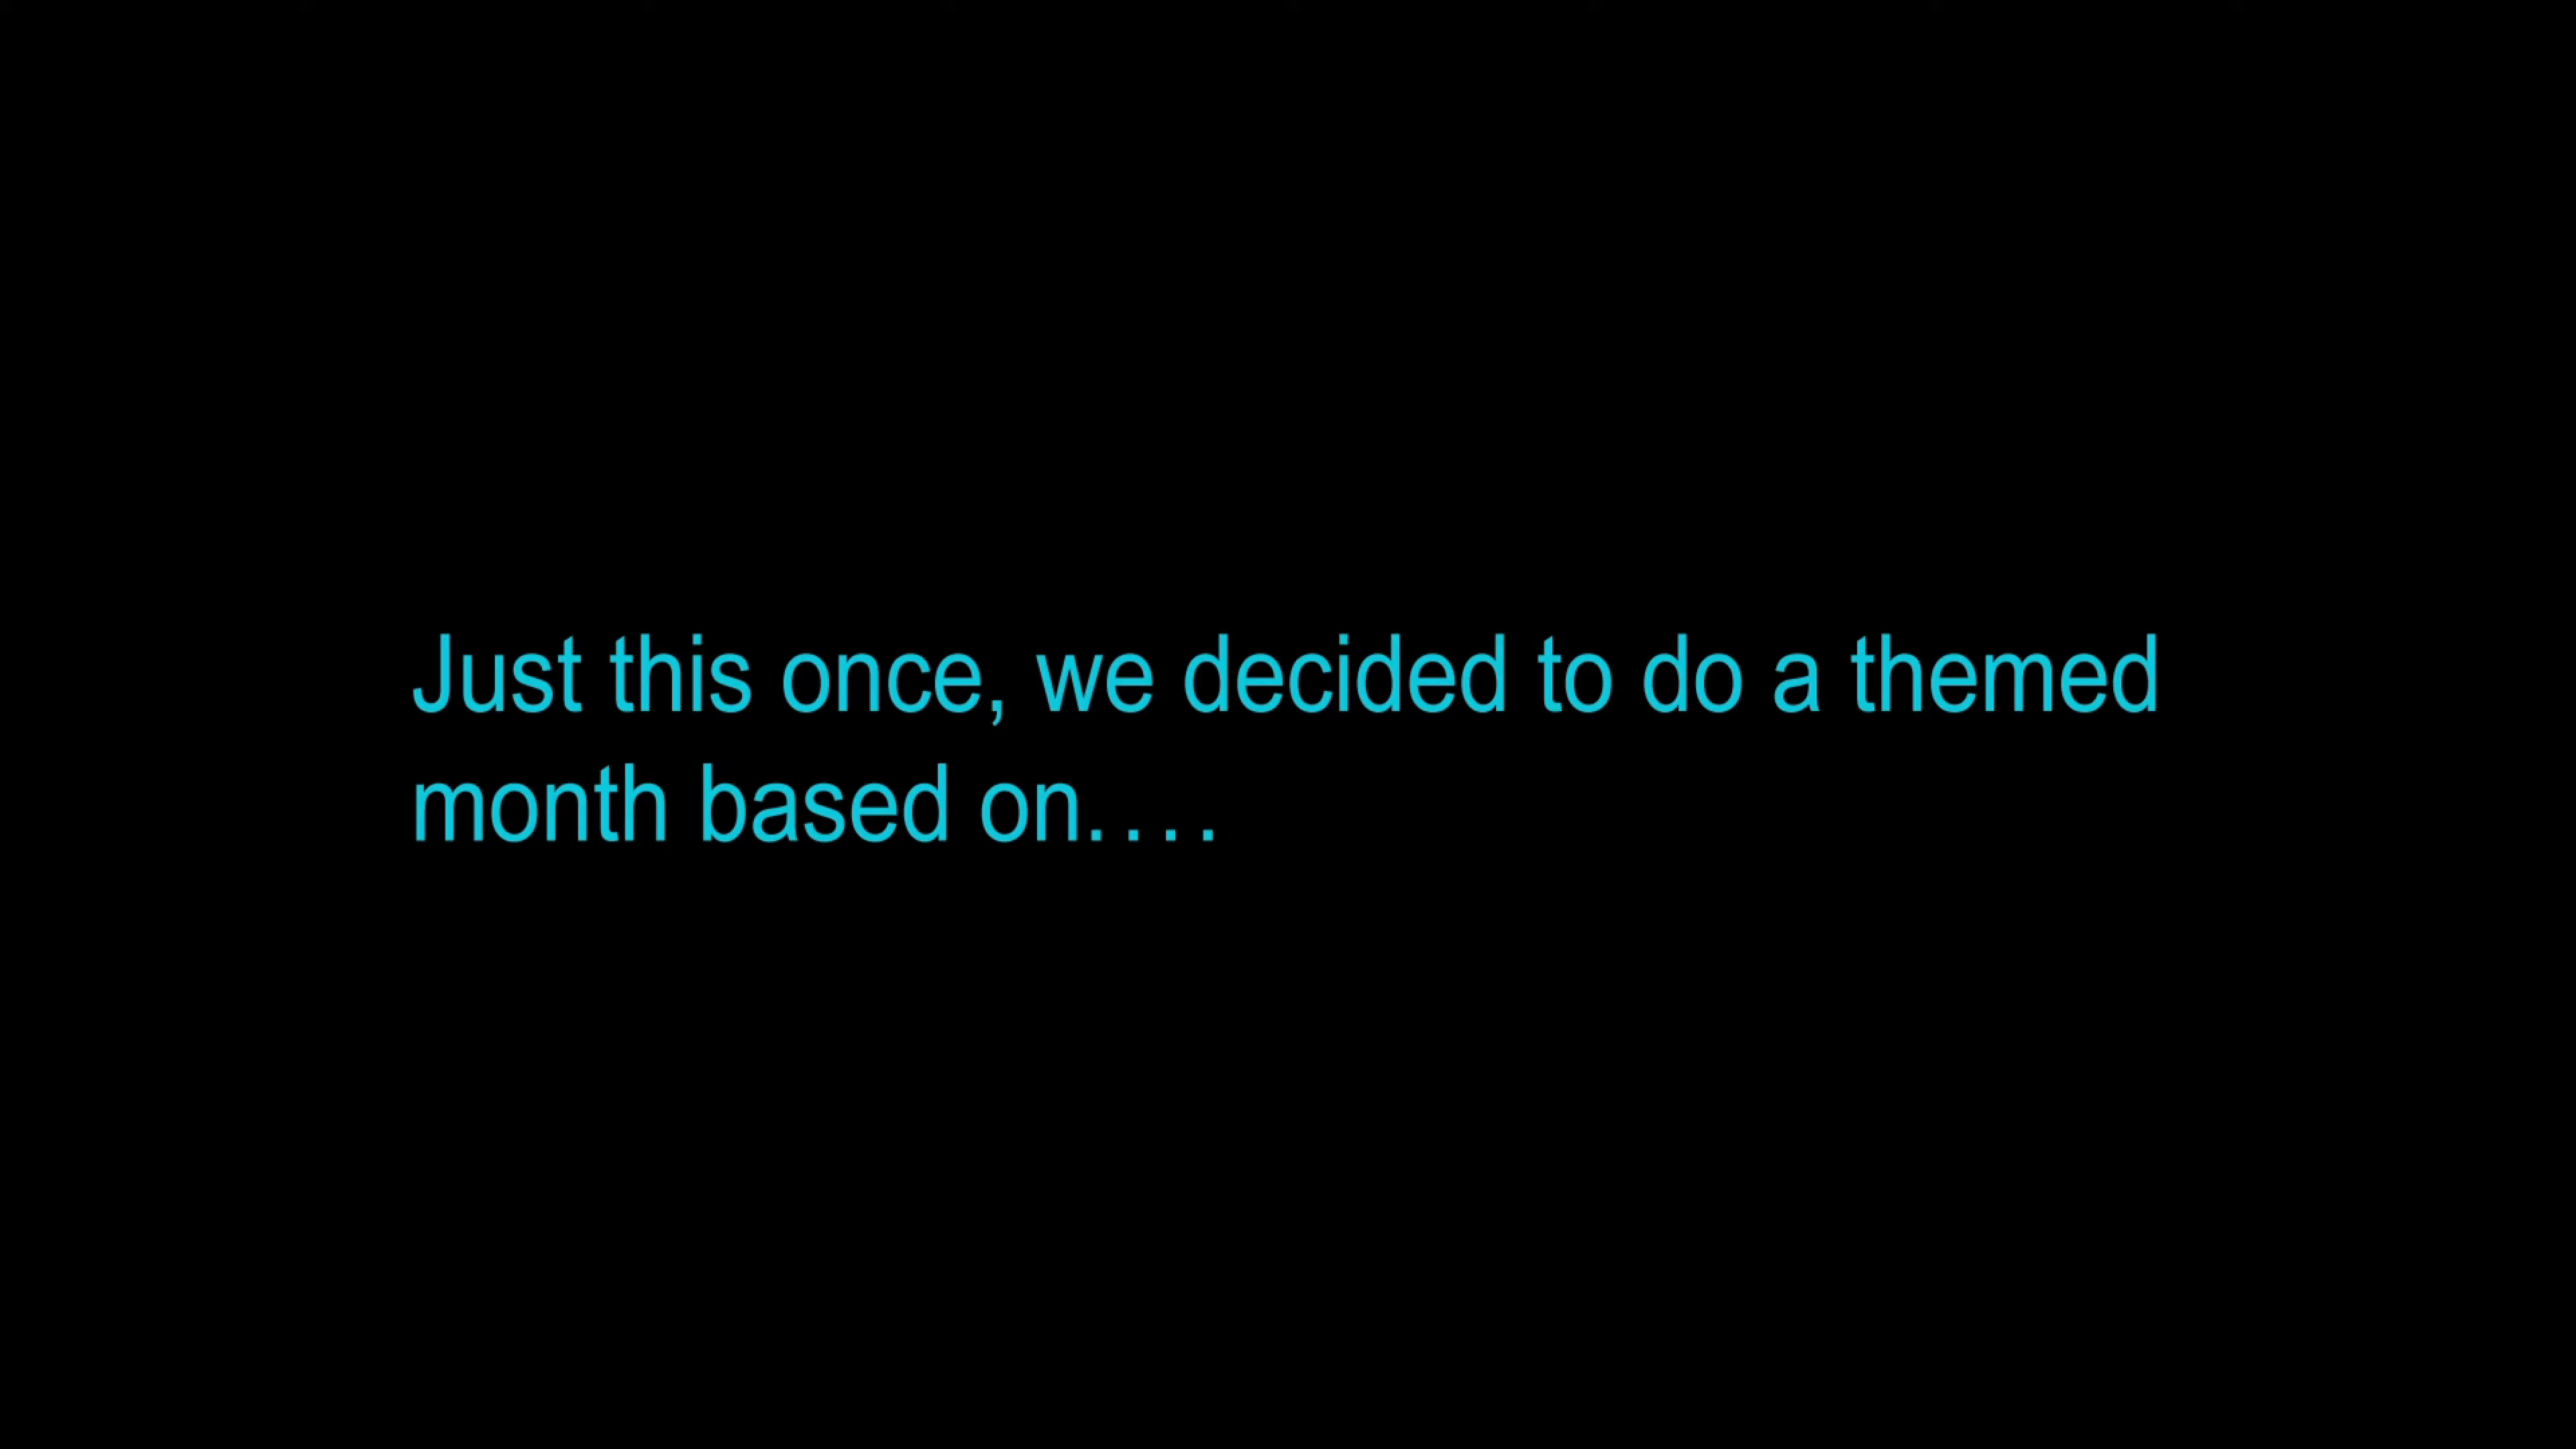 Just this once, we decided to do a themed
month based on....